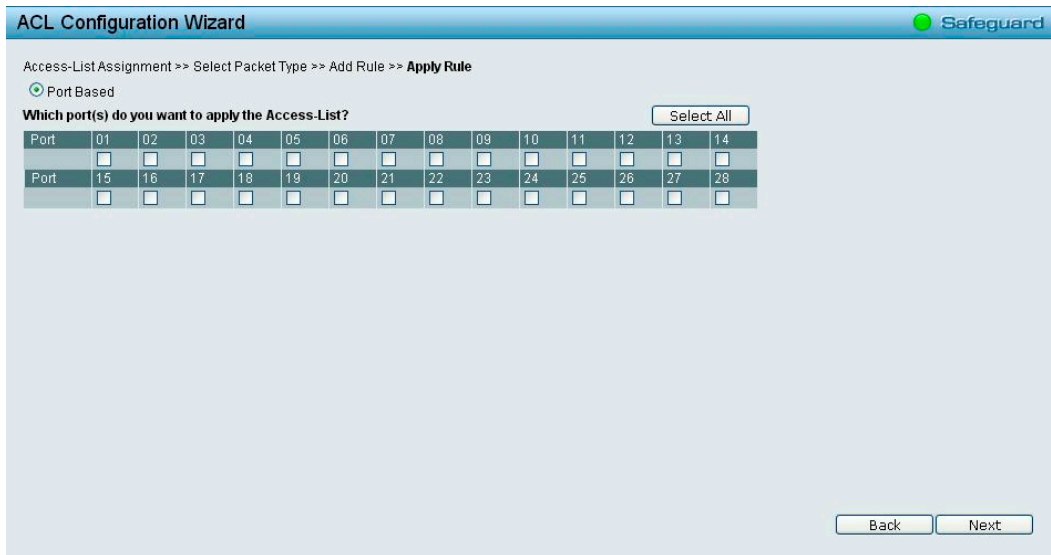 ACL Configuration Wizard
Safeguard
Access-List Assignment >> Select Packet Type >> Add Rule >> Apply Rule
Port Based
Which port(s) do you want to apply the Access-List?
Select All
Port 01 02 03 04 05 06 07 08 09 10 11 12 13 14
Port 15 16 17 18 19 20 21 22 23 24 25 26 27 28
Back Next